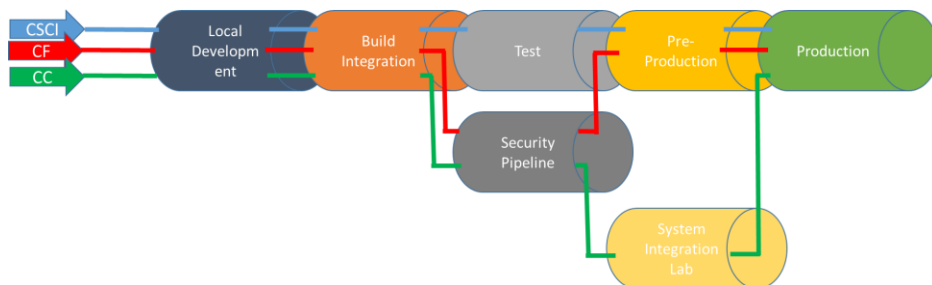 CSCI
CF
CC
Local
Developm
ent
Build
Integration
Test
Pre-
Production
Production
Security
Pipeline
System
Integration
Lab